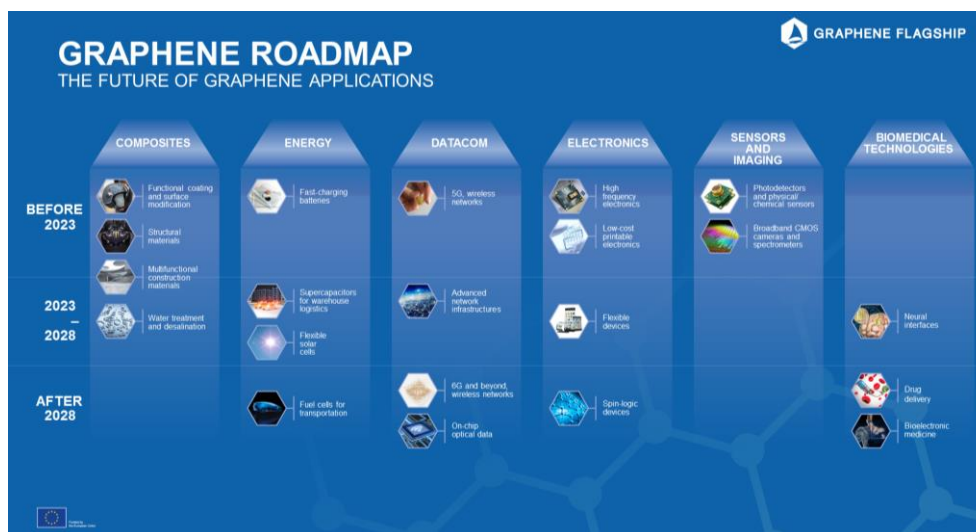 GRAPHENE FLAGSHIP
GRAPHENE ROADMAP
THE FUTURE OF GRAPHENE APPLICATIONS
COMPOSITES
ENERGY
DATACOM
ELECTRONICS
SENSORS
AND
IMAGING
BIOMEDICAL
TECHNOLOGIES
BEFORE
2023
Functional coating
and surface
modification
Structural
materials
Multifunctional
construction
materials
Fast-charging
batteries
5G, wireless
networks
High
frequency
electronics
Low-cost
printable
electronics
Photodetectors
and physical/
chemical sensors
Broadband CMOS
cameras and
spectrometers
2023
–
2028
Water treatment
and desalination
Supercapacitors
for warehouse
logistics
Flexible
solar
cells
Advanced
network
infrastructures
Flexible
devices
Neural
interfaces
AFTER
2028
Fuel cells for
transportation
6G and beyond,
wireless networks
On-chip
optical data
Spin-logic
devices
Drug
delivery
Bioelectronic
medicine